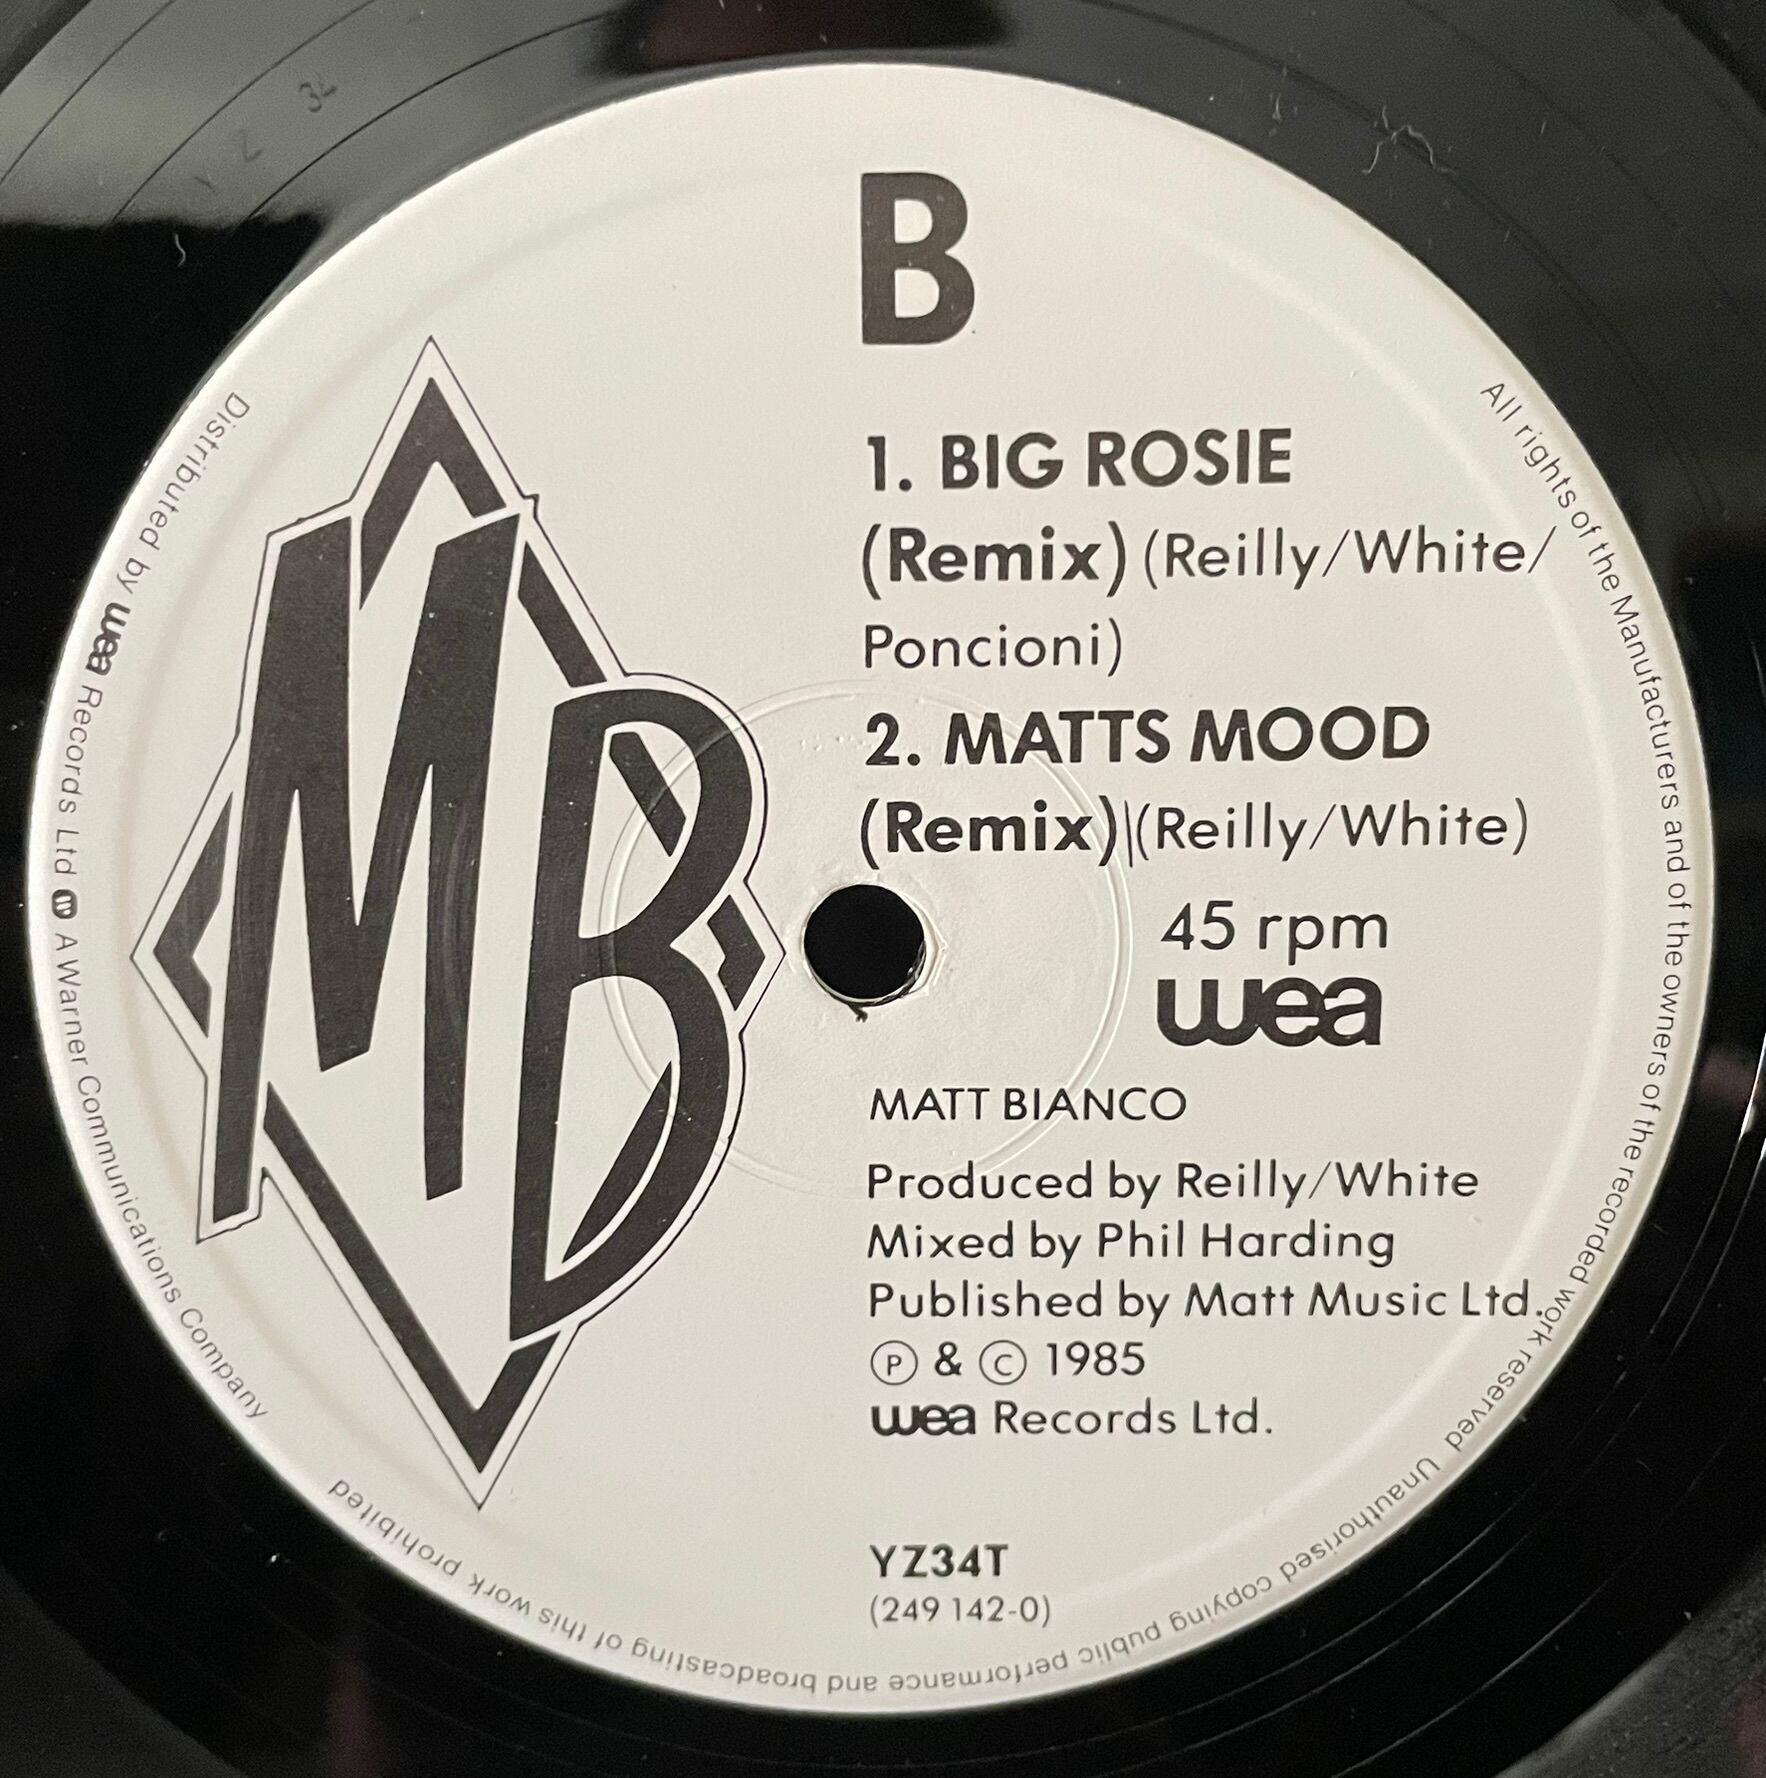 B
1. BIG ROSIE
(Remix) (Reilly/White/
Poncioni)
2. MATTS MOOD
(Remix) (Reilly/White)
45 rpm
wea
MATT BIANCO
Produced by Reilly/White
Mixed by Phil Harding
Published by Matt Music Ltd.
Ⓟ & © 1985
wea Records Ltd.
YZ34T
(249 142-0)
MB
Distributed by wea Records Ltd W A Warner Communications Company
All rights of the Manufacturers and of the owners of the recorded work reserved Unauthorised copying public performance and broadcasting of this work prohibited